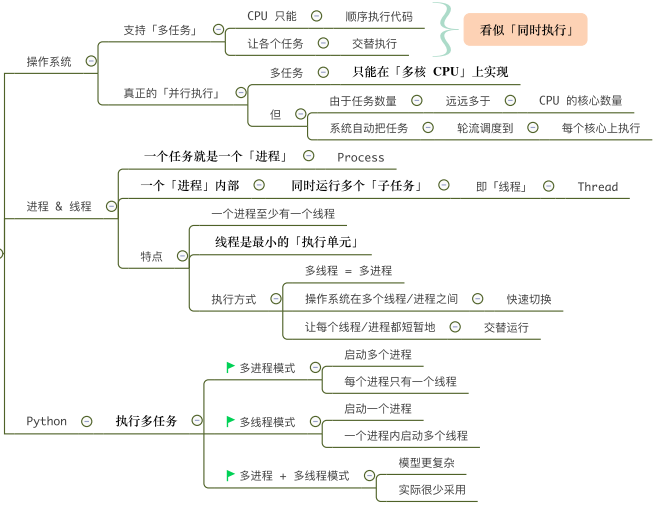 操作系统
支持「多任务」
CPU 只能
顺序执行代码
让各个任务
交替执行
看似「同时执行」
真正的「并行执行」
多任务
只能在「多核 CPU」上实现
但
由于任务数量
远远多于
CPU 的核心数量
系统自动把任务
轮流调度到
每个核心上执行
进程 & 线程
一个任务就是一个「进程」
Process
一个「进程」内部
同时运行多个「子任务」
即「线程」
Thread
特点
一个进程至少有一个线程
线程是最小的「执行单元」
执行方式
多线程 = 多进程
操作系统在多个线程/进程之间
快速切换
让每个线程/进程都短暂地
交替运行
Python
执行多任务
多进程模式
启动多个进程
每个进程只有一个线程
多线程模式
启动一个进程
一个进程内启动多个线程
多进程 + 多线程模式
模型更复杂
实际很少采用